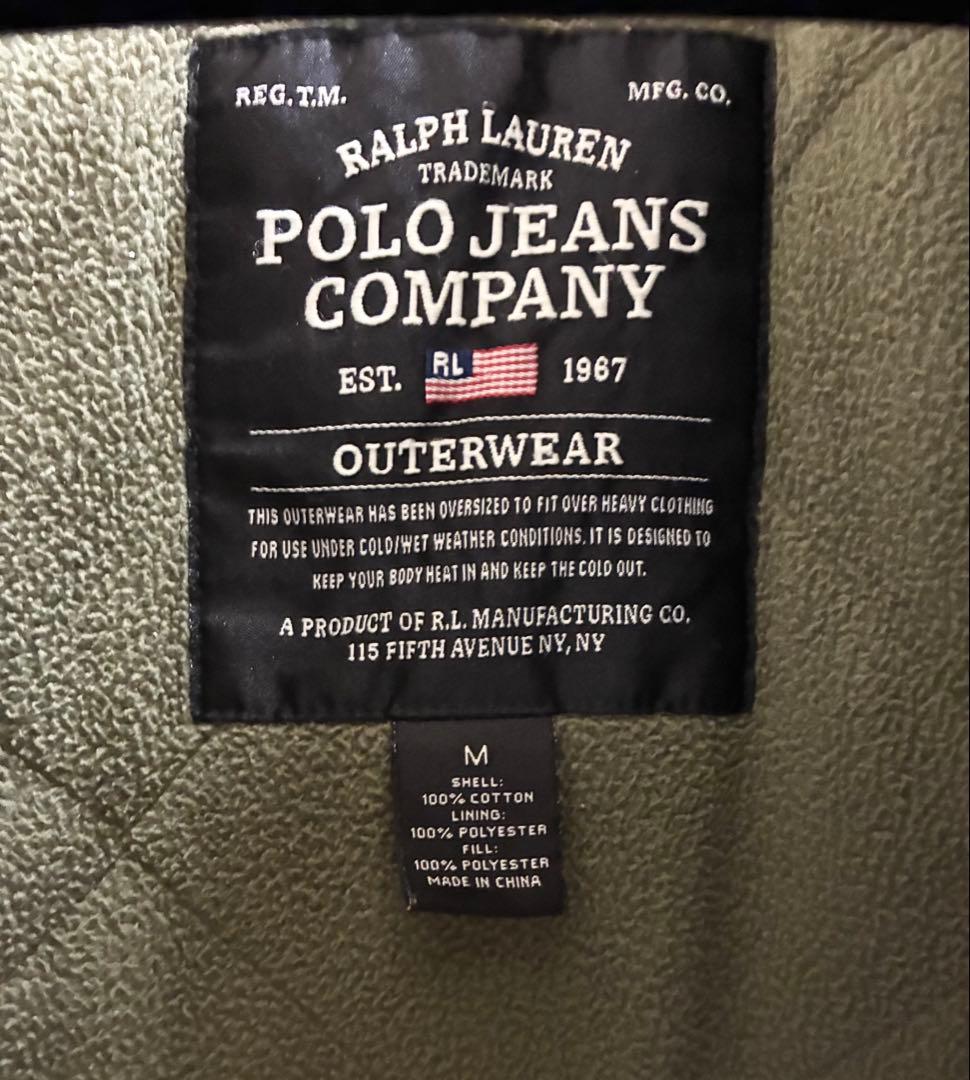 REG.T.M. MFG. CO.
RALPH LAUREN
TRADEMARK
POLO JEANS
COMPANY
EST. RL 1967
OUTERWEAR
THIS OUTERWEAR HAS BEEN OVERSIZED TO FIT OVER HEAVY CLOTHING
FOR USE UNDER COLD/WET WEATHER CONDITIONS. IT IS DESIGNED TO
KEEP YOUR BODY HEAT IN AND KEEP THE COLD OUT.
A PRODUCT OF R.L. MANUFACTURING CO.
115 FIFTH AVENUE NY, NY
M
SHELL:
100% COTTON
LINING:
100% POLYESTER
FILL:
100% POLYESTER
MADE IN CHINA